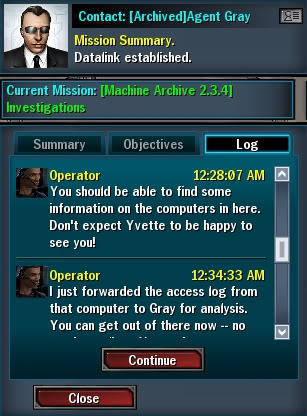 Contact: [Archived]Agent Gray
Mission Summary.
Datalink established.
Current Mission: [Machine Archive 2.3.4]
Investigations
Summary
Objectives
Log
Operator 12:28:07 AM
You should be able to find some
information on the computers in here.
Don't expect Yvette to be happy to
see you!
Operator 12:34:33 AM
I just forwarded the access log from
that computer to Gray for analysis.
You can get out of there now -- no
Continue
Close